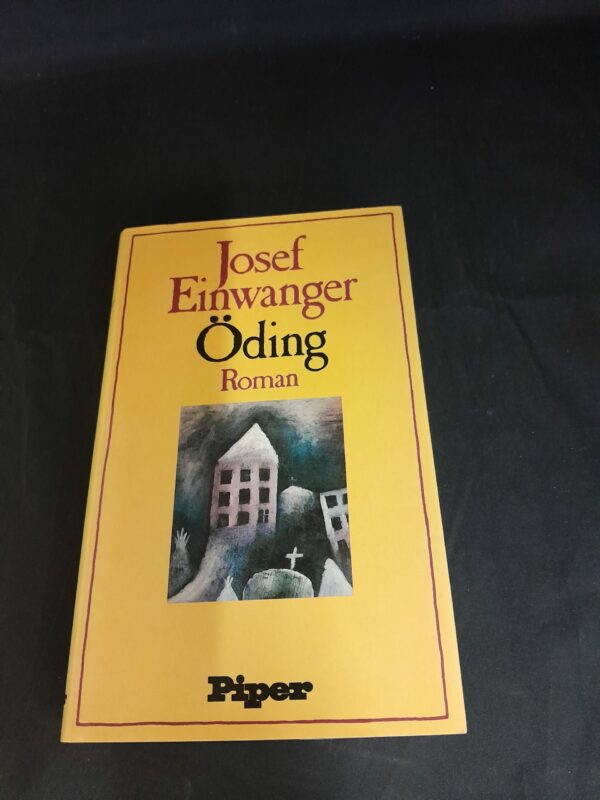 Josef
Einwanger
Öding
Roman
Piper